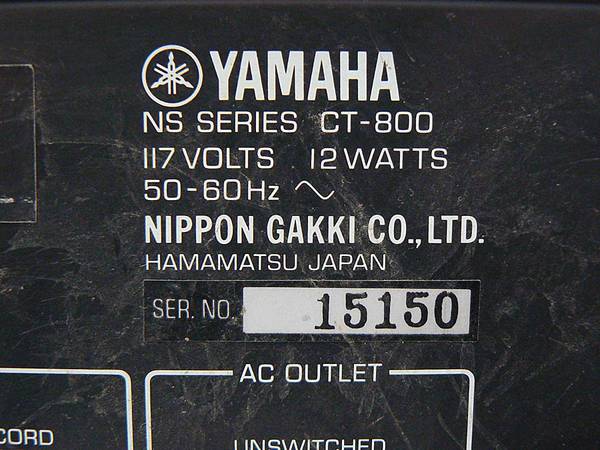 YAMAHA
NS SERIES CT-800
117 VOLTS 12 WATTS
50-60Hz
NIPPON GAKKI CO., LTD.
HAMAMATSU JAPAN
SER. NO. 15150
AC OUTLET
CORD
UNSWITCHED